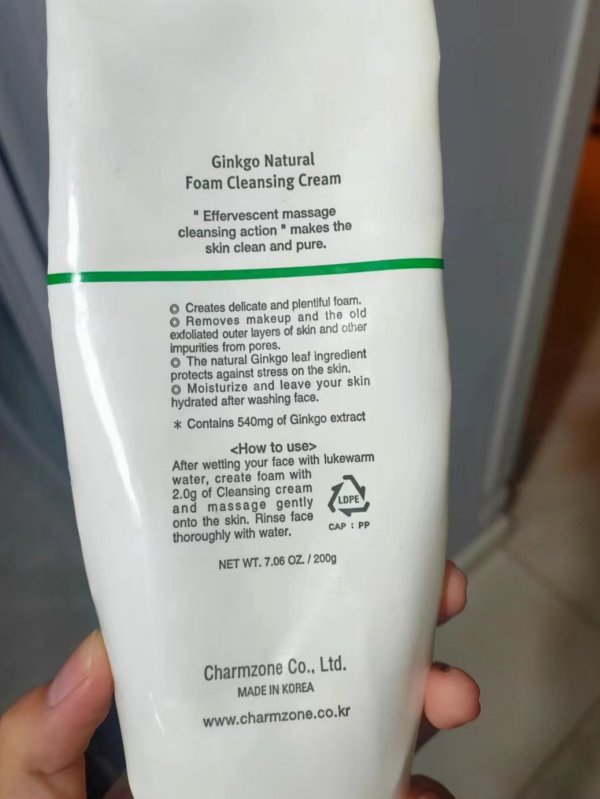 Ginkgo Natural
Foam Cleansing Cream
" Effervescent massage
cleansing action " makes the
skin clean and pure.
◎ Creates delicate and plentiful foam.
◎ Removes makeup and the old
exfoliated outer layers of skin and other
impurities from pores.
◎ The natural Ginkgo leaf ingredient
protects against stress on the skin.
◎ Moisturize and leave your skin
hydrated after washing face.
* Contains 540mg of Ginkgo extract
<How to use>
After wetting your face with lukewarm
water, create foam with
2.0g of Cleansing cream
and massage gently
onto the skin. Rinse face
thoroughly with water.
LDPE
CAP : PP
NET WT. 7.06 OZ. / 200g
Charmzone Co., Ltd.
MADE IN KOREA
www.charmzone.co.kr